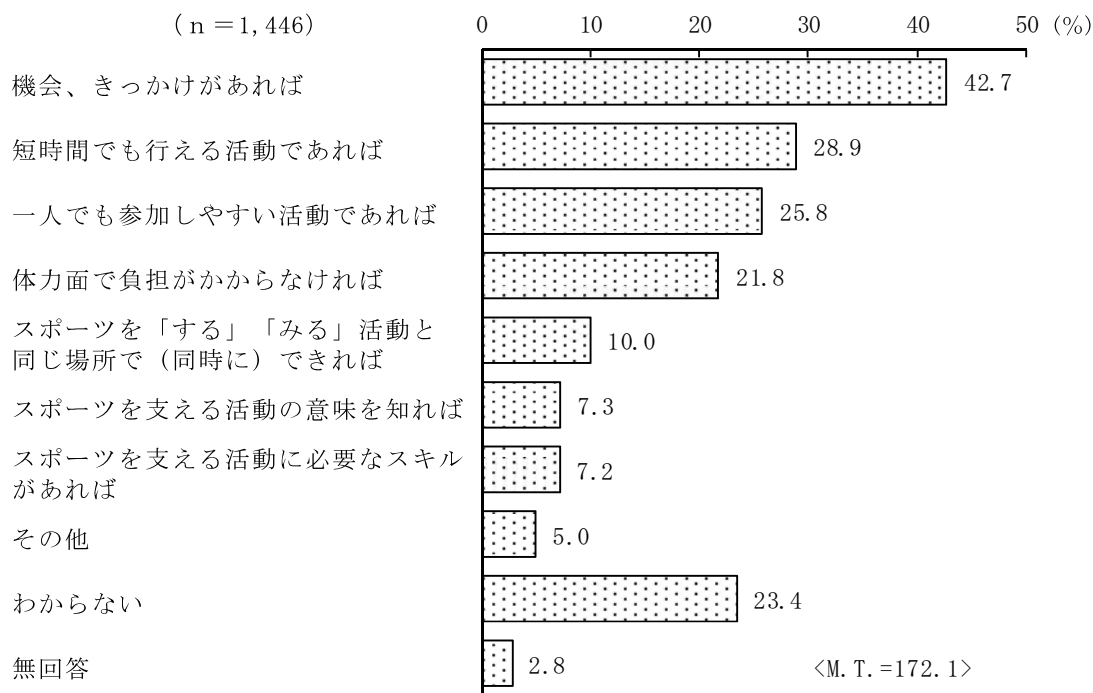 （ｎ＝1,446）
0 10 20 30 40 50 (%)
機会、きっかけがあれば 42.7
短時間でも行える活動であれば 28.9
一人でも参加しやすい活動であれば 25.8
体力面で負担がかからなければ 21.8
スポーツを「する」「みる」活動と
同じ場所で（同時に）できれば 10.0
スポーツを支える活動の意味を知れば 7.3
スポーツを支える活動に必要なスキル
があれば 7.2
その他 5.0
わからない 23.4
無回答 2.8
<M.T.=172.1>